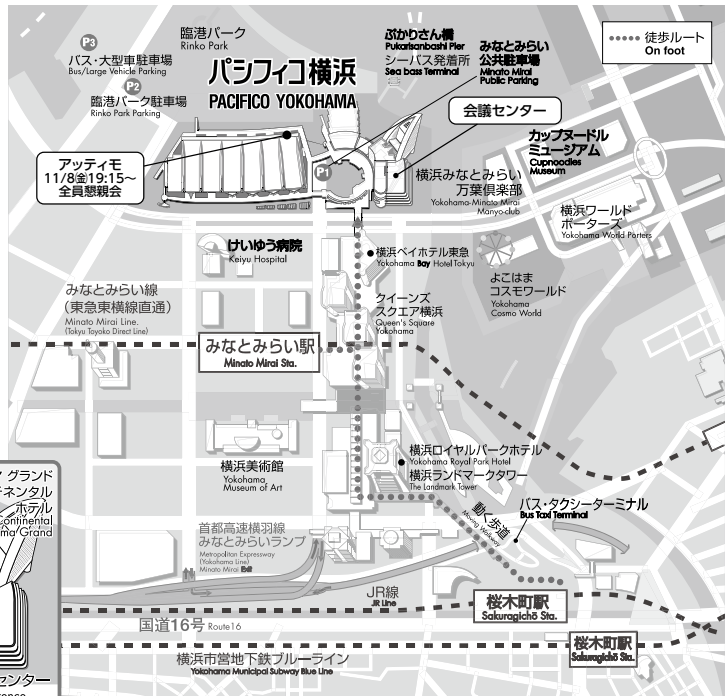 臨港パーク
Rinko Park
P3
バス・大型車駐車場
Bus/Large Vehicle Parking
P2
臨港パーク駐車場
Rinko Park Parking
パシフィコ横浜
PACIFICO YOKOHAMA
ぷかりさん橋
Pukarisanbashi Pier
シーバス発着所
Sea bass Terminal
みなとみらい
公共駐車場
Minato Mirai
Public Parking
徒歩ルート
On foot
会議センター
カップヌードル
ミュージアム
Cupnoodles
Museum
アッティモ
11/8㊎19:15～
全員懇親会
P1
横浜みなとみらい
万葉倶楽部
Yokohama-Minato Mirai
Manyo-club
横浜ワールド
ポーターズ
Yokohama World Porters
けいゆう病院
Keiyu Hospital
横浜ベイホテル東急
Yokohama Bay Hotel Tokyu
よこはま
コスモワールド
Yokohama
Cosmo World
みなとみらい線
(東急東横線直通)
Minato Mirai Line.
(Tokyu Toyoko Direct Line)
クイーンズ
スクエア横浜
Queen's Square
Yokohama
みなとみらい駅
Minato Mirai Sta.
横浜美術館
Yokohama
Museum of Art
横浜ロイヤルパークホテル
Yokohama Royal Park Hotel
横浜ランドマークタワー
The Landmark Tower
グランド
ネンタル
ホテル
ontinental
ma Grand
動く歩道
Moving Walkway
バス・タクシーターミナル
Bus Taxi Terminal
首都高速横羽線
みなとみらいランプ
Metropolitan Expressway
(Yokohama Line)
Minato Mirai Exit
JR線
JR Line
桜木町駅
Sakuragichō Sta.
国道16号 Route16
桜木町駅
Sakuragichō Sta.
横浜市営地下鉄ブルーライン
Yokohama Municipal Subway Blue Line
センター